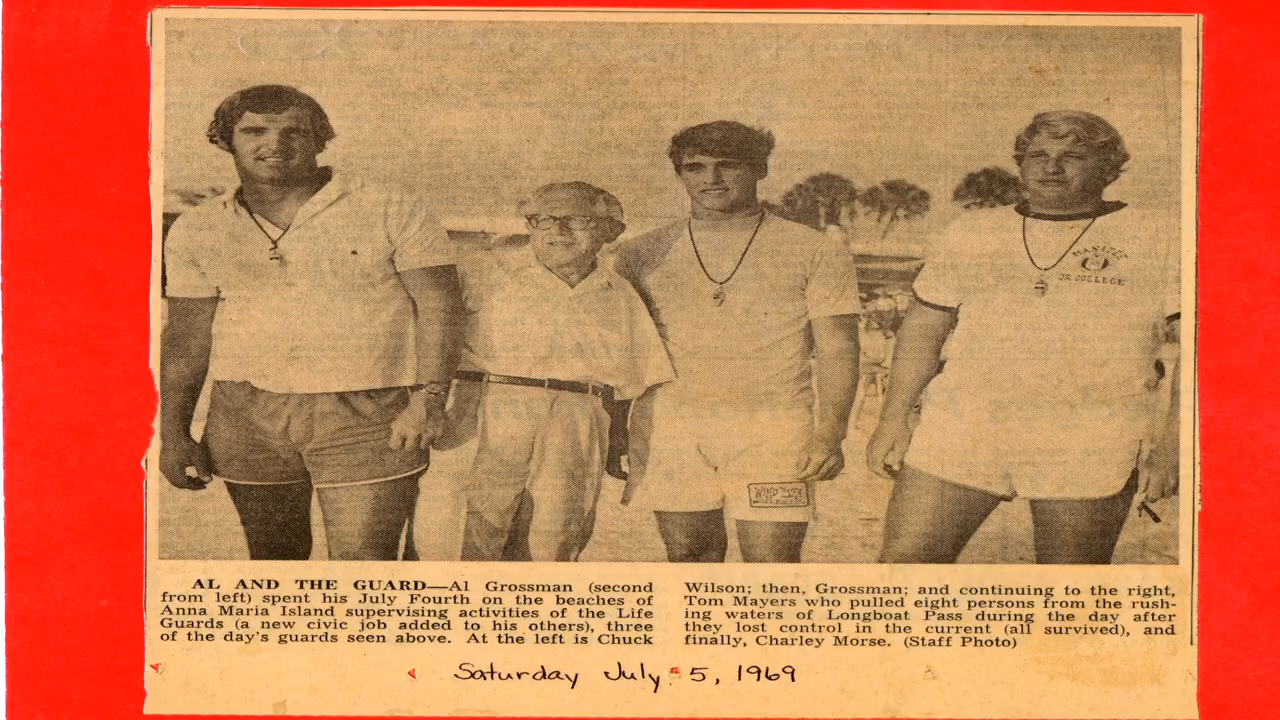 MANATEE
JR. COLLEGE
AL AND THE GUARD—Al Grossman (second
from left) spent his July Fourth on the beaches of
Anna Maria Island supervising activities of the Life
Guards (a new civic job added to his others), three
of the day's guards seen above. At the left is Chuck
Wilson; then, Grossman; and continuing to the right,
Tom Mayers who pulled eight persons from the rush-
ing waters of Longboat Pass during the day after
they lost control in the current (all survived), and
finally, Charley Morse. (Staff Photo)
Saturday July 5, 1969